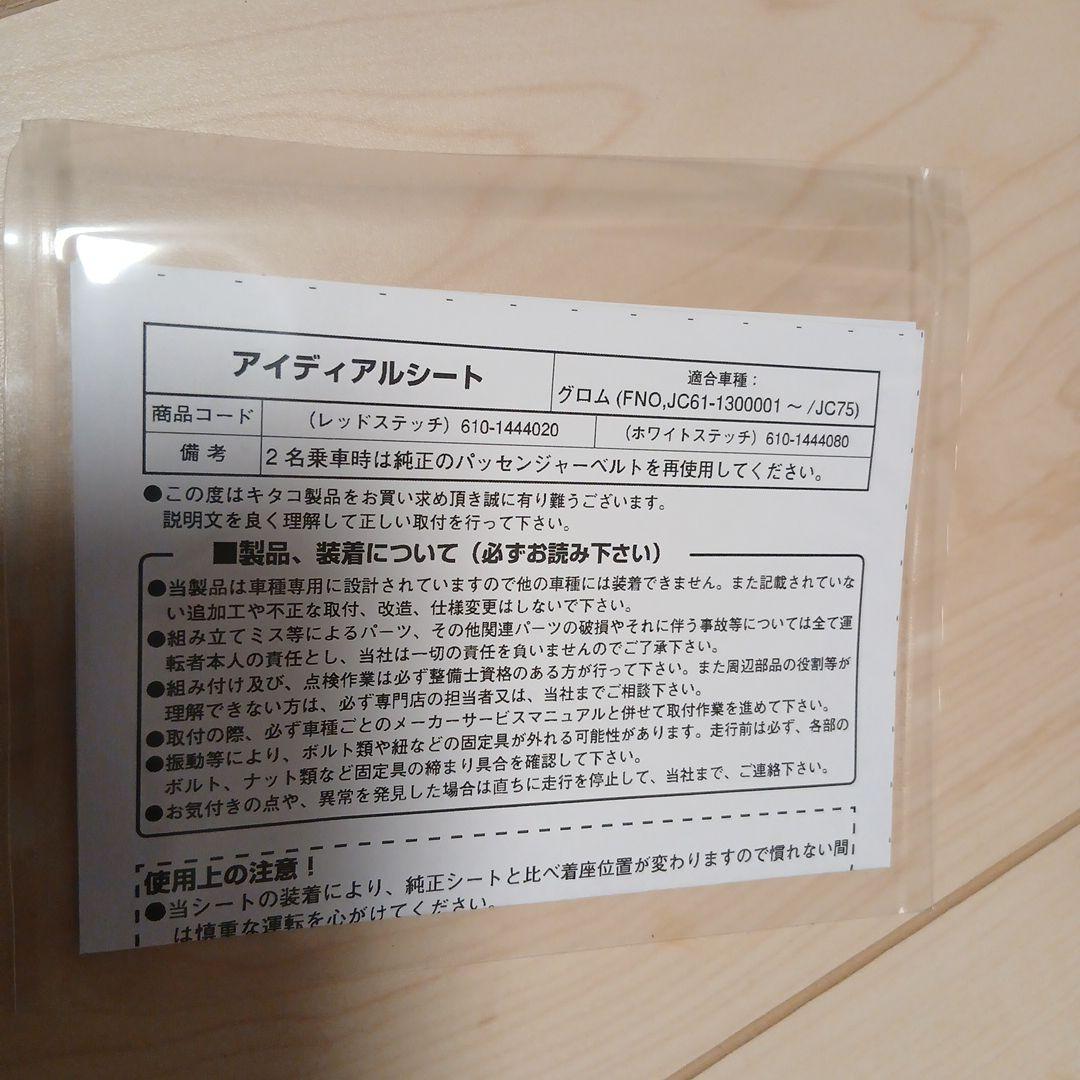 アイディアルシート
適合車種：
グロム (FNO,JC61-1300001 ～ /JC75)
商品コード
（レッドステッチ）610-1444020
（ホワイトステッチ）610-1444080
備考
2 名乗車時は純正のパッセンジャーベルトを再使用してください。
●この度はキタコ製品をお買い求め頂き誠に有り難うございます。
説明文を良く理解して正しい取付を行って下さい。
■製品、装着について（必ずお読み下さい）
●当製品は車種専用に設計されていますので他の車種には装着できません。また記載されていな
い追加工や不正な取付、改造、仕様変更はしないで下さい。
●組み立てミス等によるパーツ、その他関連パーツの破損やそれに伴う事故等については全て運
転者本人の責任とし、当社は一切の責任を負いませんのでご了承下さい。
●組み付け及び、点検作業は必ず整備士資格のある方が行って下さい。また周辺部品の役割等が
理解できない方は、必ず専門店の担当者又は、当社までご相談下さい。
●取付の際、必ず車種ごとのメーカーサービスマニュアルと併せて取付作業を進めて下さい。
●振動等により、ボルト類や紐などの固定具が外れる可能性があります。走行前は必ず、各部の
ボルト、ナット類など固定具の締まり具合を確認して下さい。
●お気付きの点や、異常を発見した場合は直ちに走行を停止して、当社まで、ご連絡下さい。
使用上の注意！
●当シートの装着により、純正シートと比べ着座位置が変わりますので慣れない間
は慎重な運転を心がけてください。